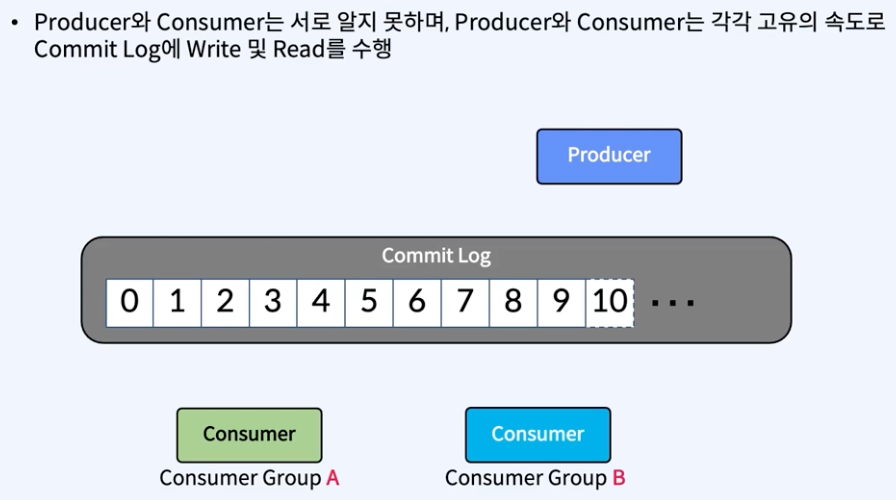 • Producer와 Consumer는 서로 알지 못하며, Producer와 Consumer는 각각 고유의 속도로
Commit Log에 Write 및 Read를 수행
Producer
Commit Log
0 1 2 3 4 5 6 7 8 9 10 ...
Consumer Consumer
Consumer Group A Consumer Group B